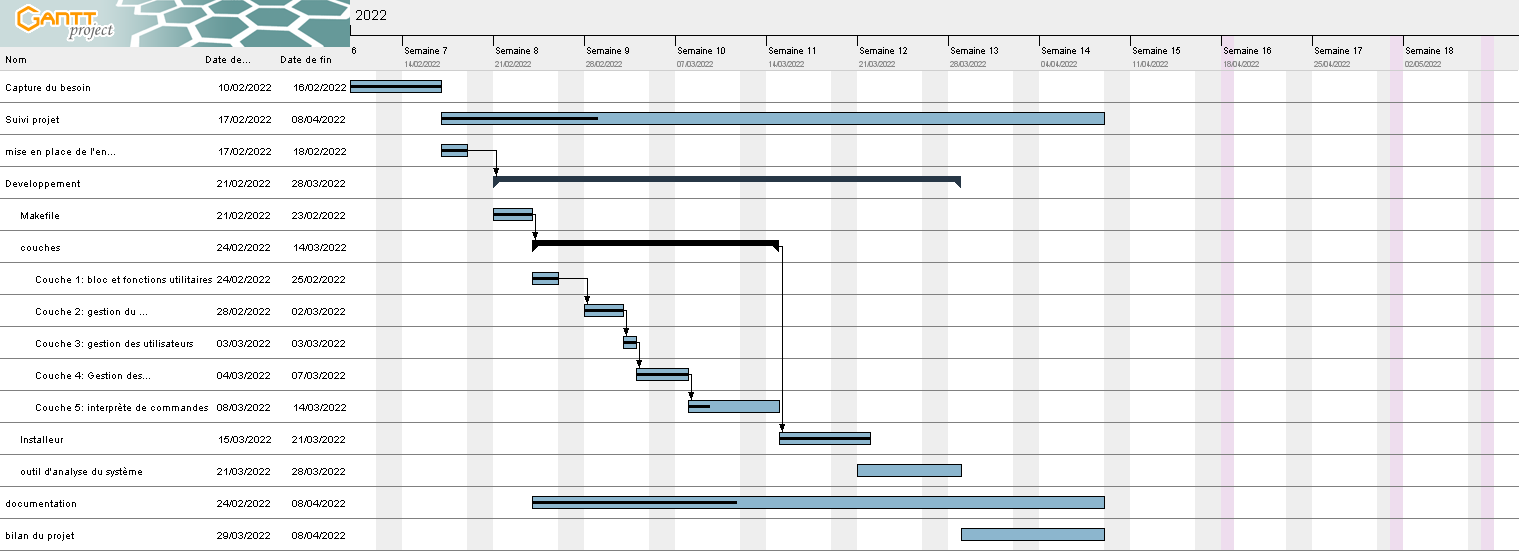 GANTT project
2022
6 Semaine 7 Semaine 8 Semaine 9 Semaine 10 Semaine 11 Semaine 12 Semaine 13 Semaine 14 Semaine 15 Semaine 16 Semaine 17 Semaine 18
Nom Date de... Date de fin
14/02/2022 21/02/2022 28/02/2022 07/03/2022 14/03/2022 21/03/2022 28/03/2022 04/04/2022 11/04/2022 18/04/2022 25/04/2022 02/05/2022
Capture du besoin 10/02/2022 16/02/2022
Suivi projet 17/02/2022 08/04/2022
mise en place de l'en... 17/02/2022 18/02/2022
Developpement 21/02/2022 28/03/2022
Makefile 21/02/2022 23/02/2022
couches 24/02/2022 14/03/2022
Couche 1: bloc et fonctions utilitaires 24/02/2022 25/02/2022
Couche 2: gestion du ... 28/02/2022 02/03/2022
Couche 3: gestion des utilisateurs 03/03/2022 03/03/2022
Couche 4: Gestion des... 04/03/2022 07/03/2022
Couche 5: interprète de commandes 08/03/2022 14/03/2022
Installeur 15/03/2022 21/03/2022
outil d'analyse du système 21/03/2022 28/03/2022
documentation 24/02/2022 08/04/2022
bilan du projet 29/03/2022 08/04/2022